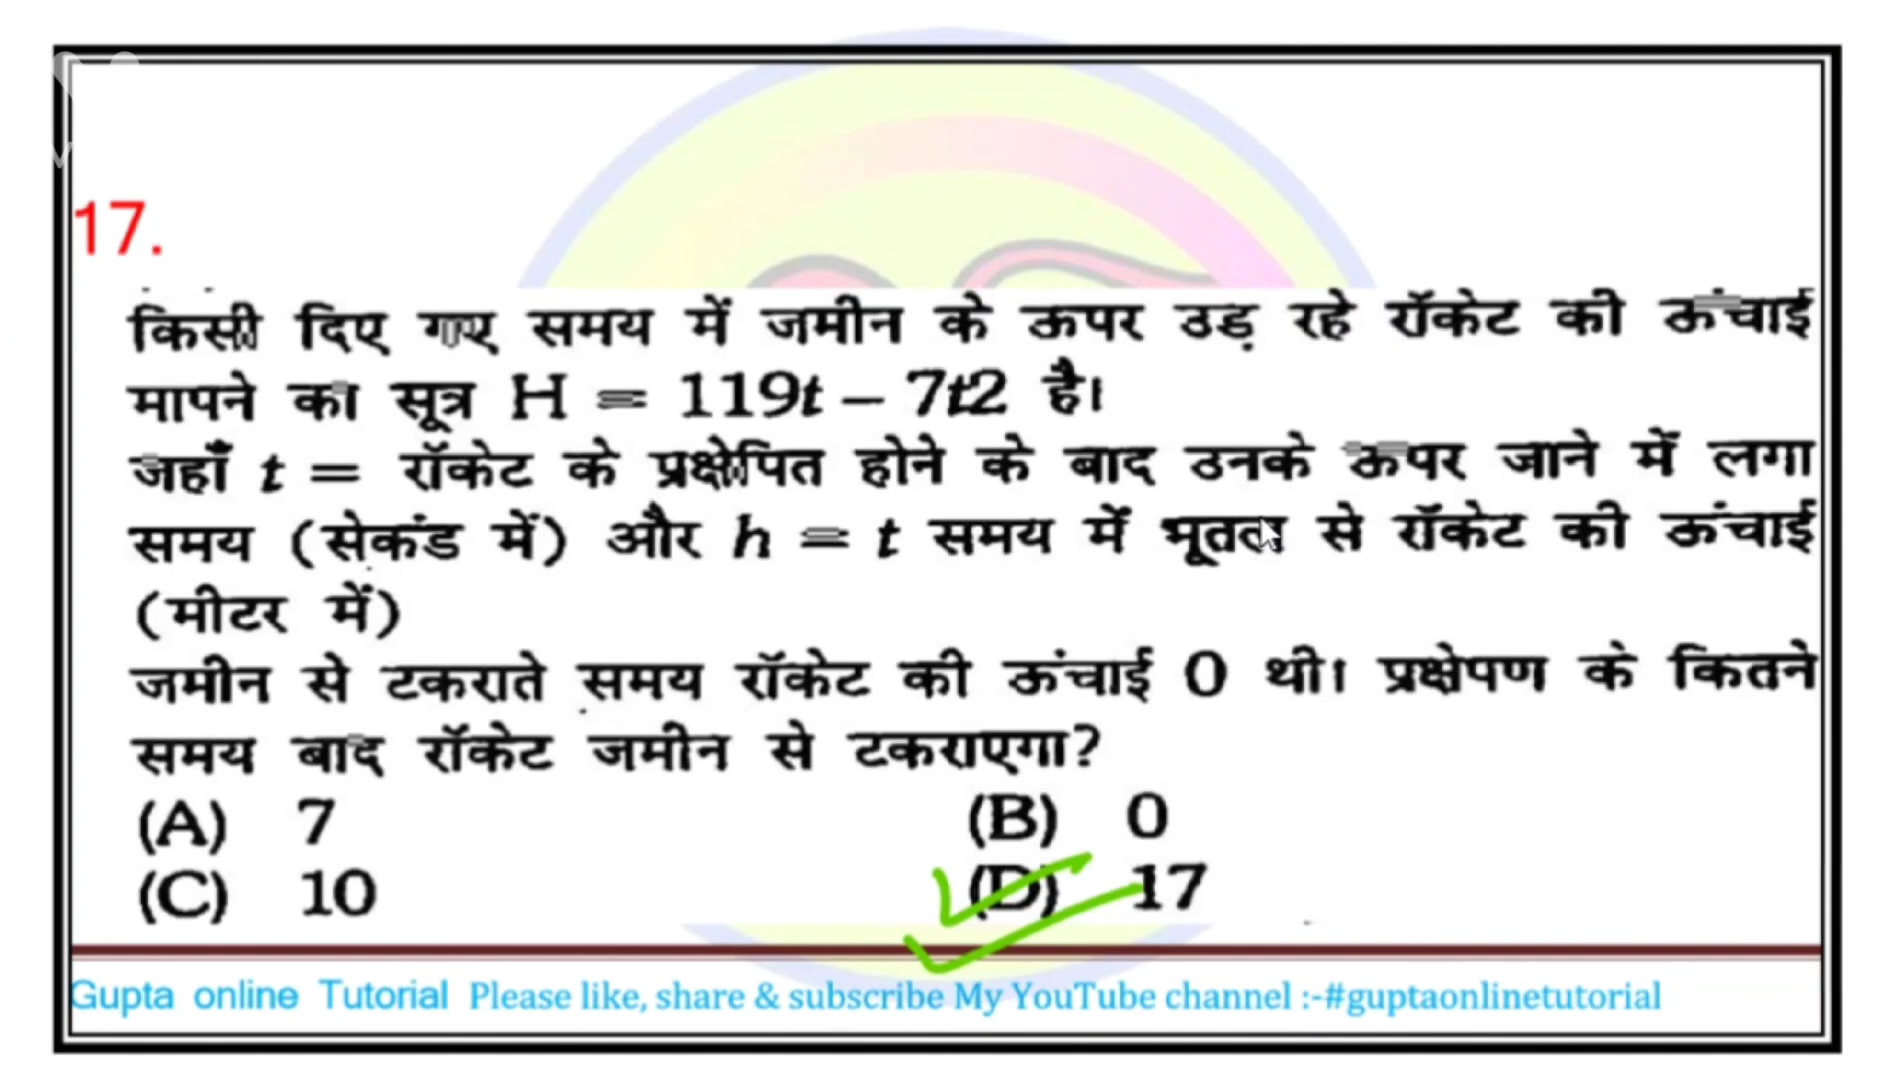 17.
किसी दिए गए समय में जमीन के ऊपर उड़ रहे रॉकेट की ऊंचाई
मापने का सूत्र H = 119t – 7t2 है।
जहाँ t = रॉकेट के प्रक्षेपित होने के बाद उनके ऊपर जाने में लगा
समय (सेकंड में) और h = t समय में भूतल से रॉकेट की ऊंचाई
(मीटर में)
जमीन से टकराते समय रॉकेट की ऊंचाई 0 थी। प्रक्षेपण के कितने
समय बाद रॉकेट जमीन से टकराएगा?
(A) 7 (B) 0
(C) 10 (D) 17
Gupta online Tutorial Please like, share & subscribe My YouTube channel :-#guptaonlinetutorial